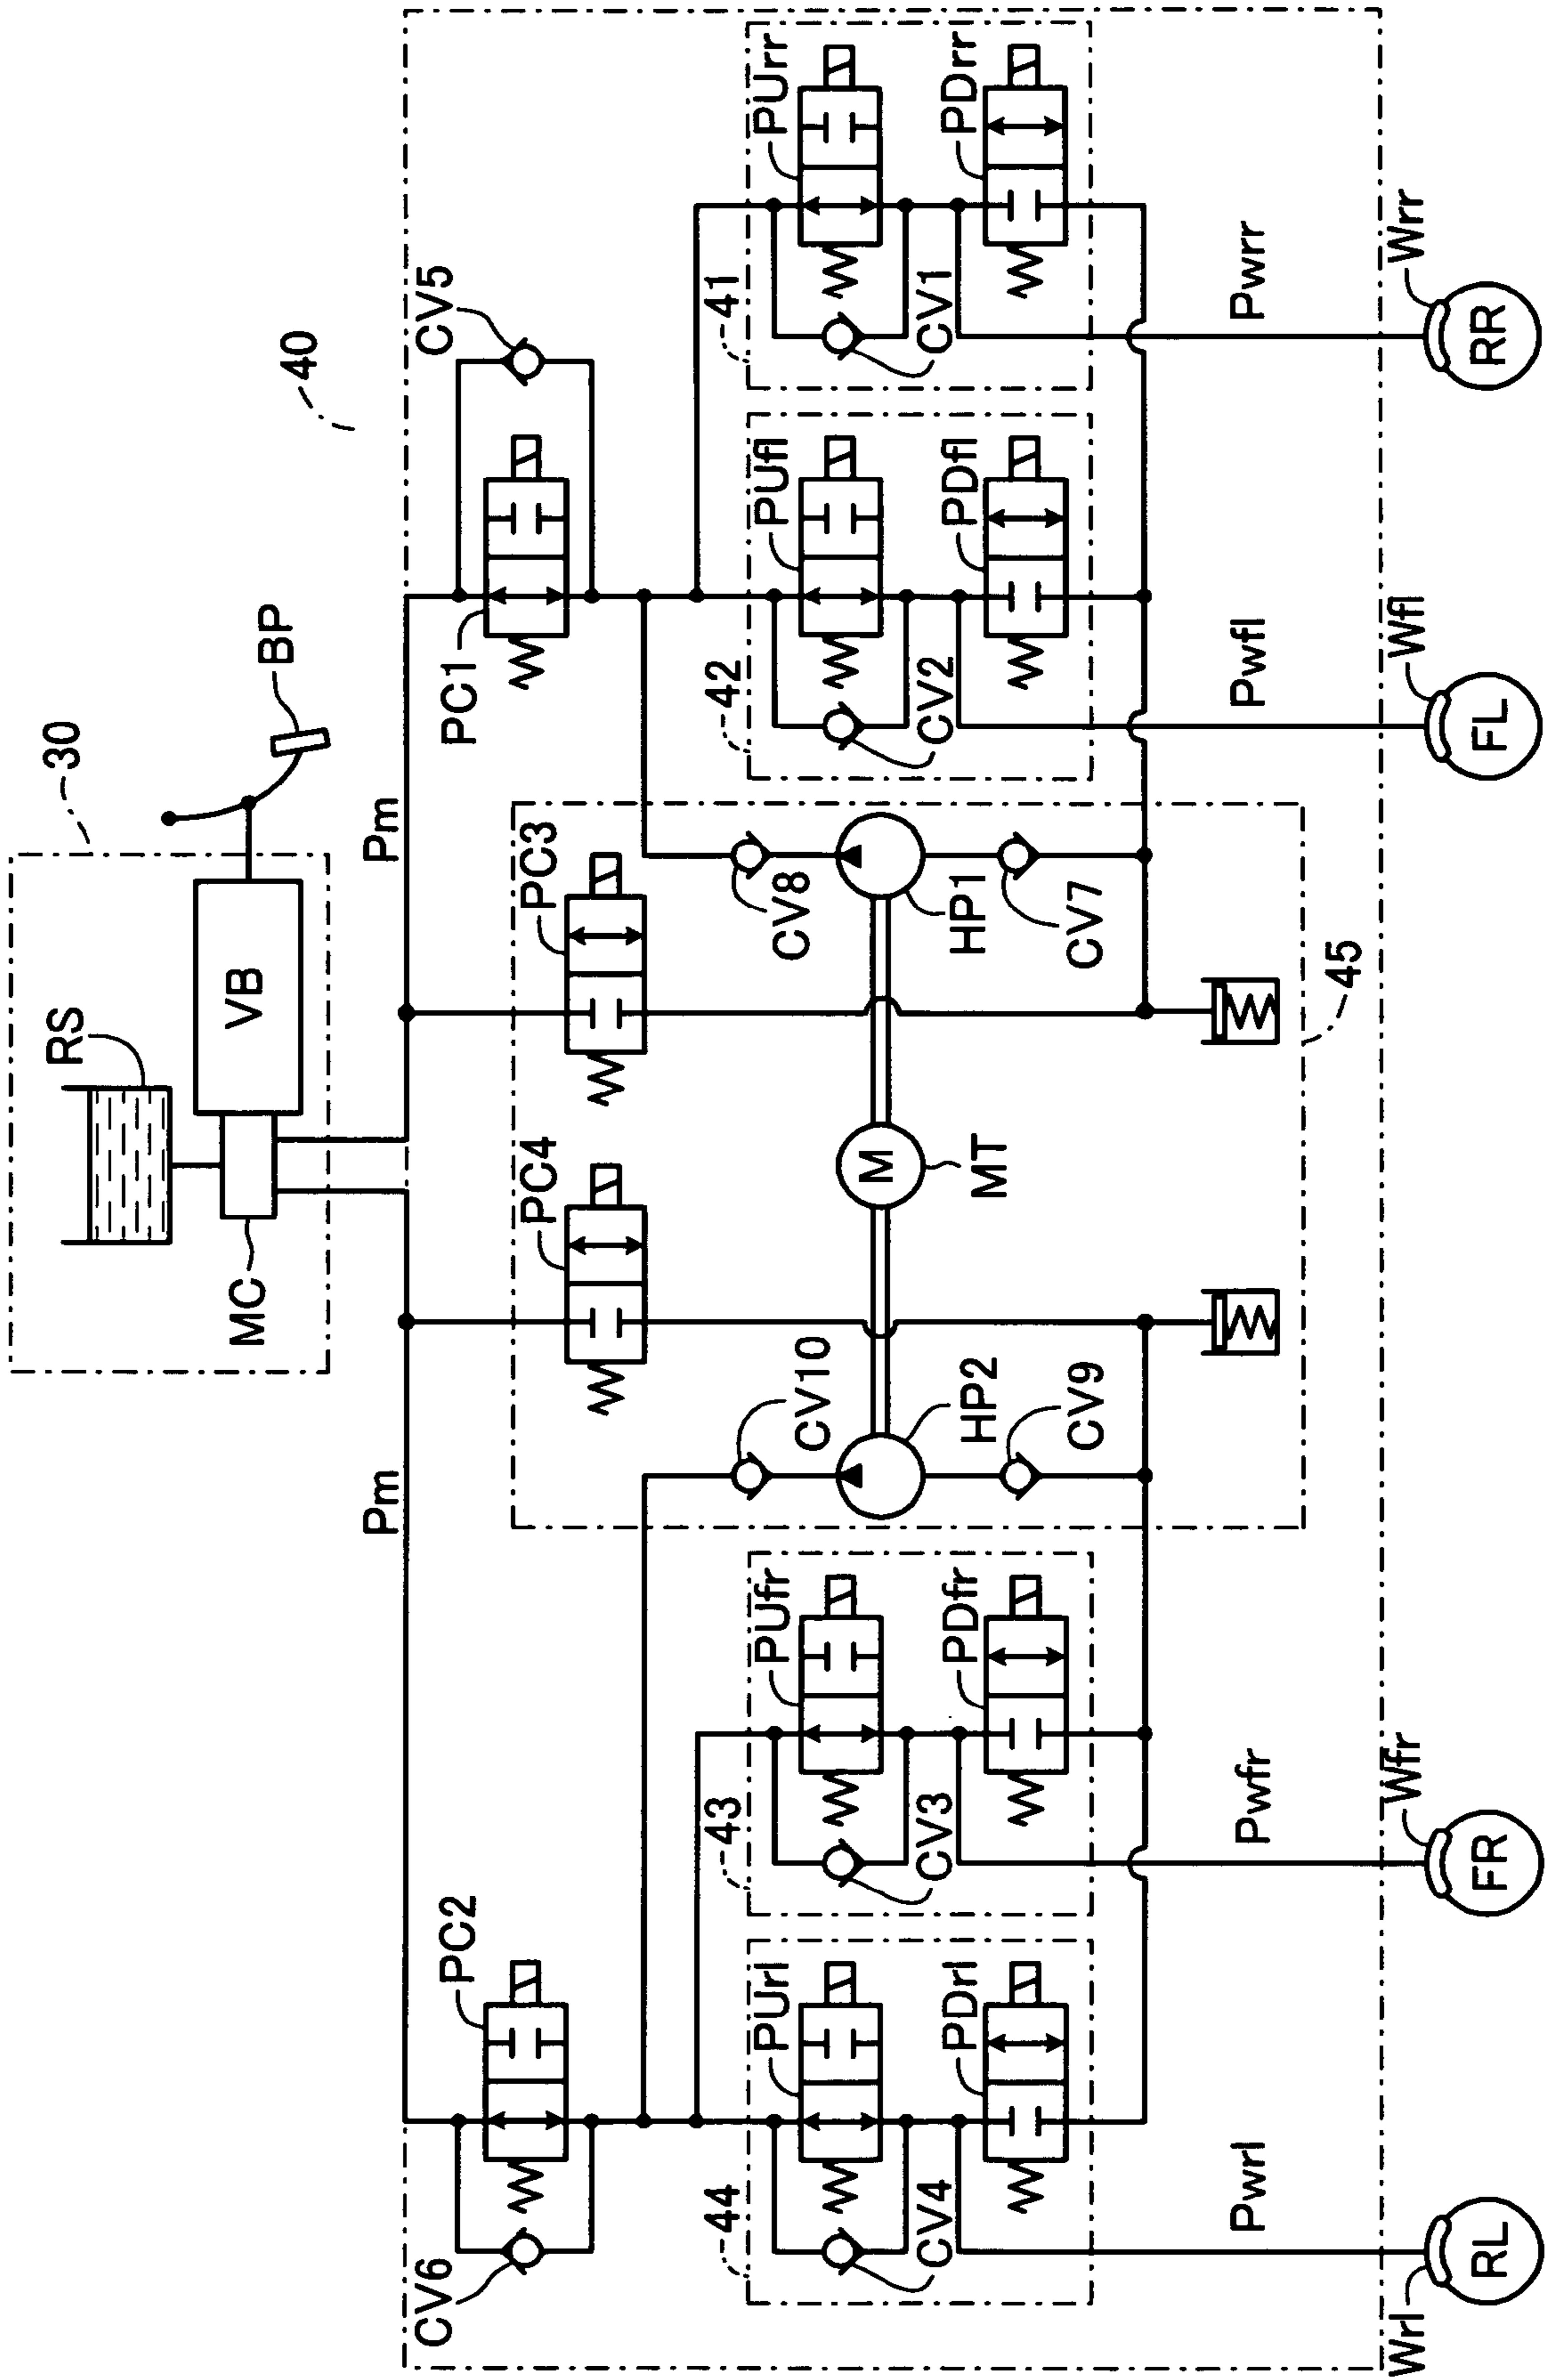 30
RS
VB
BP
MC
40
Pm
Pm
CV6
PC2
PC1
CV5
PC4
PC3
44
PUrl
43
PUfr
CV10
CV8
42
PUfl
41
PUrr
CV4
PDrl
CV3
PDfr
HP2
M
MT
HP1
CV2
PDfl
CV1
PDrr
CV9
CV7
45
Pwrl
Pwfr
Pwfl
Pwrr
Wrl
Wfr
Wfl
Wrr
RL
FR
FL
RR